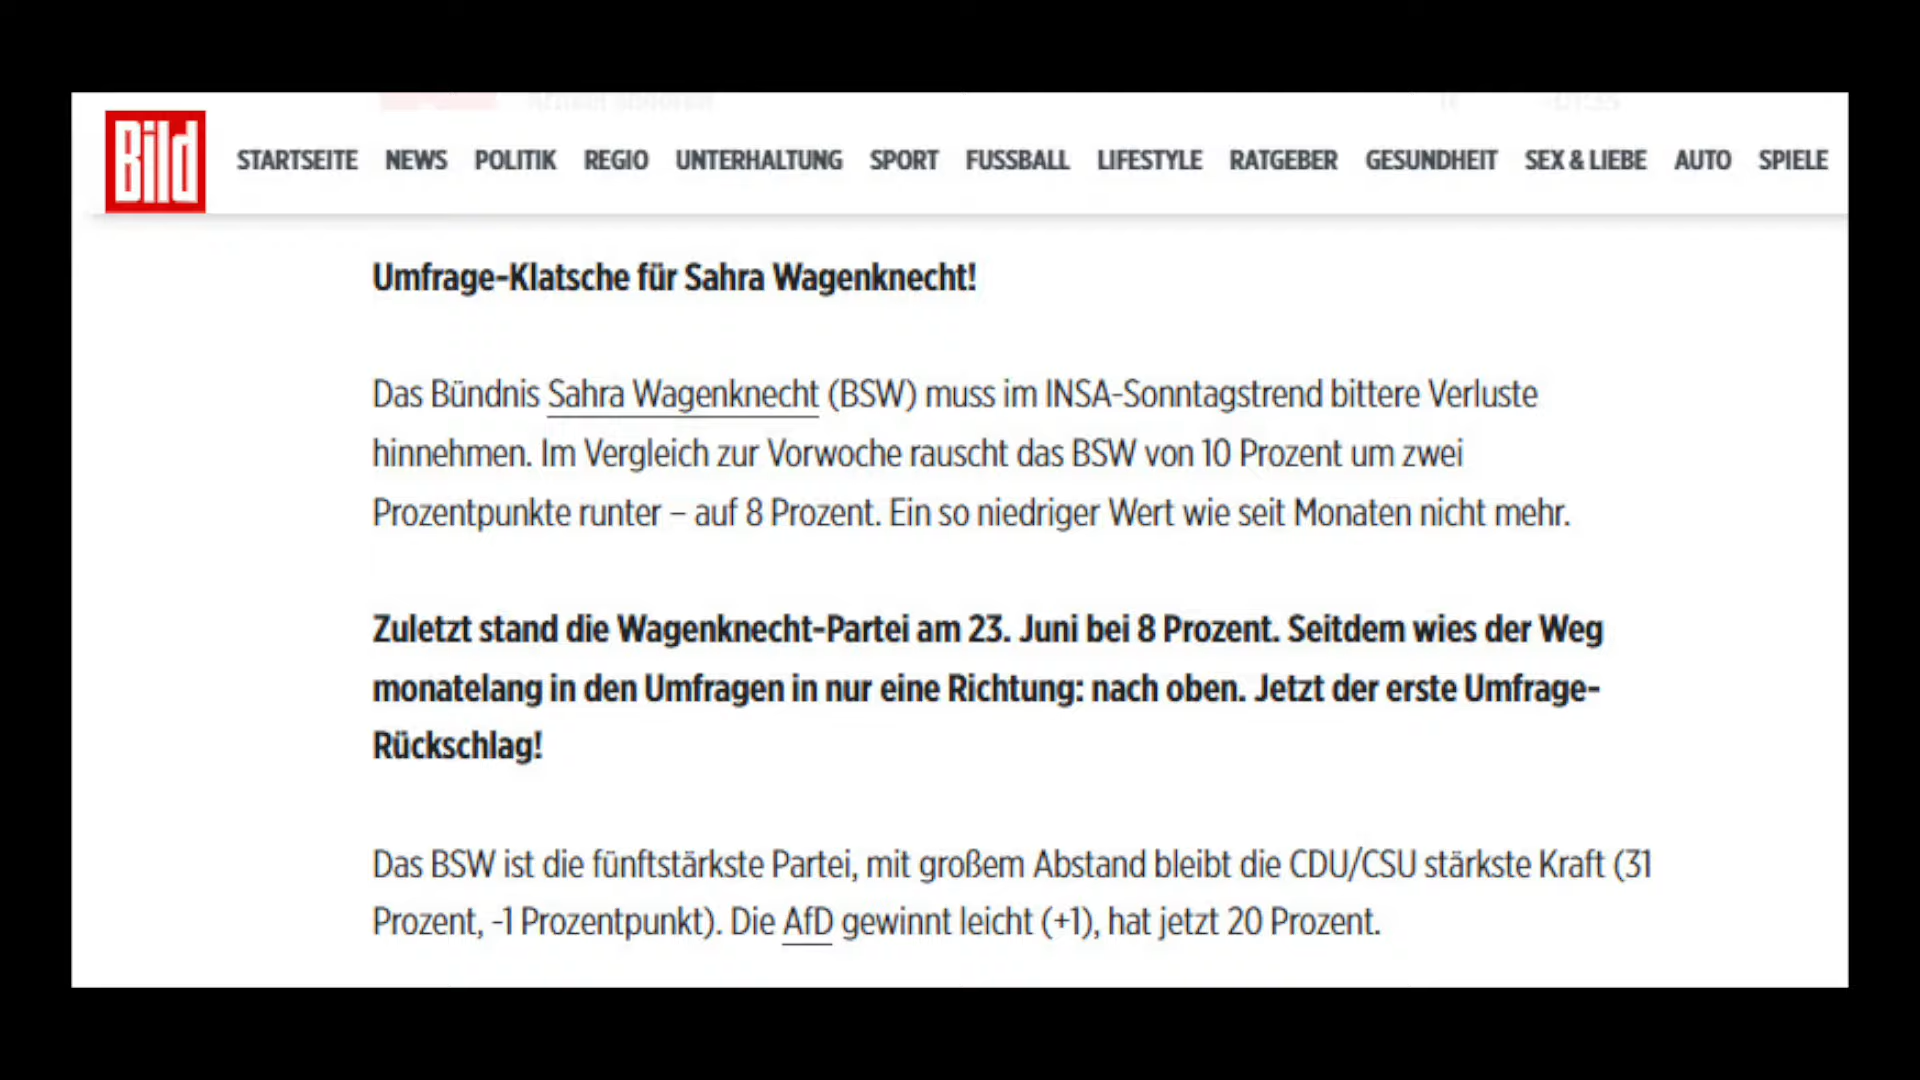 Bild
STARTSEITE NEWS POLITIK REGIO UNTERHALTUNG SPORT FUSSBALL LIFESTYLE RATGEBER GESUNDHEIT SEX & LIEBE AUTO SPIELE
Umfrage-Klatsche für Sahra Wagenknecht!
Das Bündnis Sahra Wagenknecht (BSW) muss im INSA-Sonntagstrend bittere Verluste
hinnehmen. Im Vergleich zur Vorwoche rauscht das BSW von 10 Prozent um zwei
Prozentpunkte runter – auf 8 Prozent. Ein so niedriger Wert wie seit Monaten nicht mehr.
Zuletzt stand die Wagenknecht-Partei am 23. Juni bei 8 Prozent. Seitdem wies der Weg
monatelang in den Umfragen in nur eine Richtung: nach oben. Jetzt der erste Umfrage-
Rückschlag!
Das BSW ist die fünftstärkste Partei, mit großem Abstand bleibt die CDU/CSU stärkste Kraft (31
Prozent, -1 Prozentpunkt). Die AfD gewinnt leicht (+1), hat jetzt 20 Prozent.